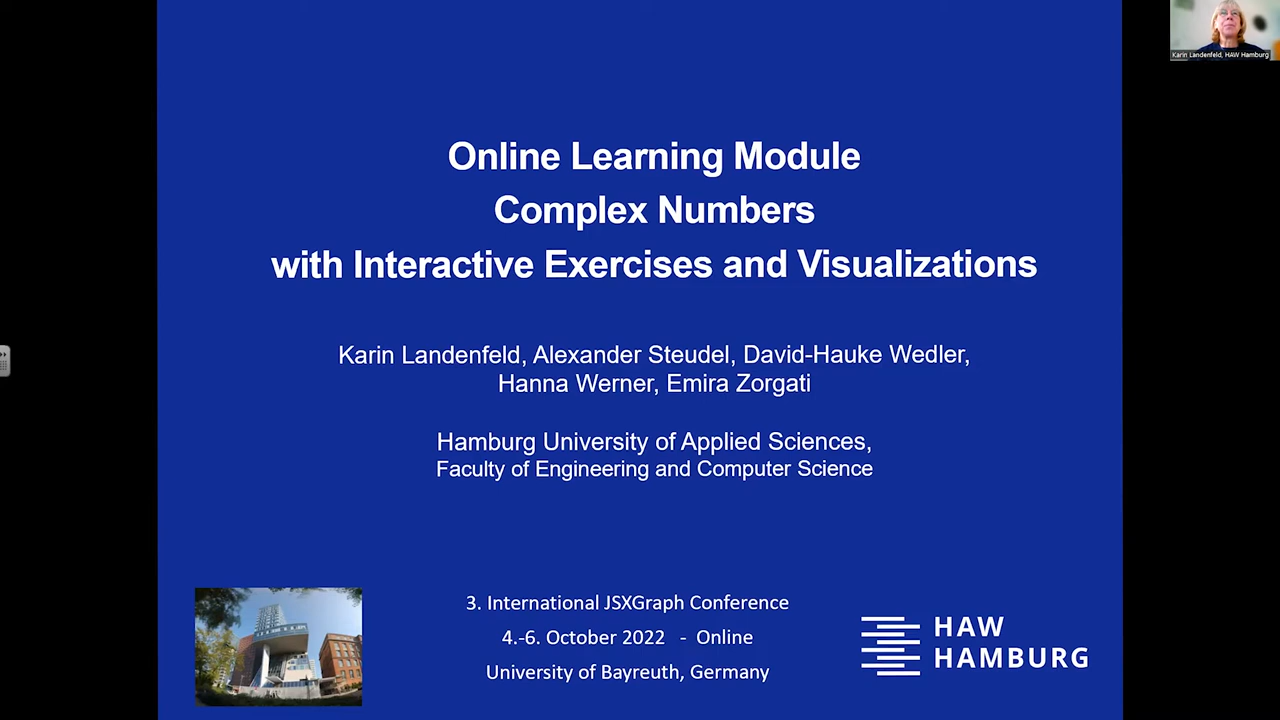 Karin Landenfeld, HAW Hamburg
Online Learning Module
Complex Numbers
with Interactive Exercises and Visualizations
Karin Landenfeld, Alexander Steudel, David-Hauke Wedler,
Hanna Werner, Emira Zorgati
Hamburg University of Applied Sciences,
Faculty of Engineering and Computer Science
3. International JSXGraph Conference
4.-6. October 2022 - Online
University of Bayreuth, Germany
HAW
HAMBURG